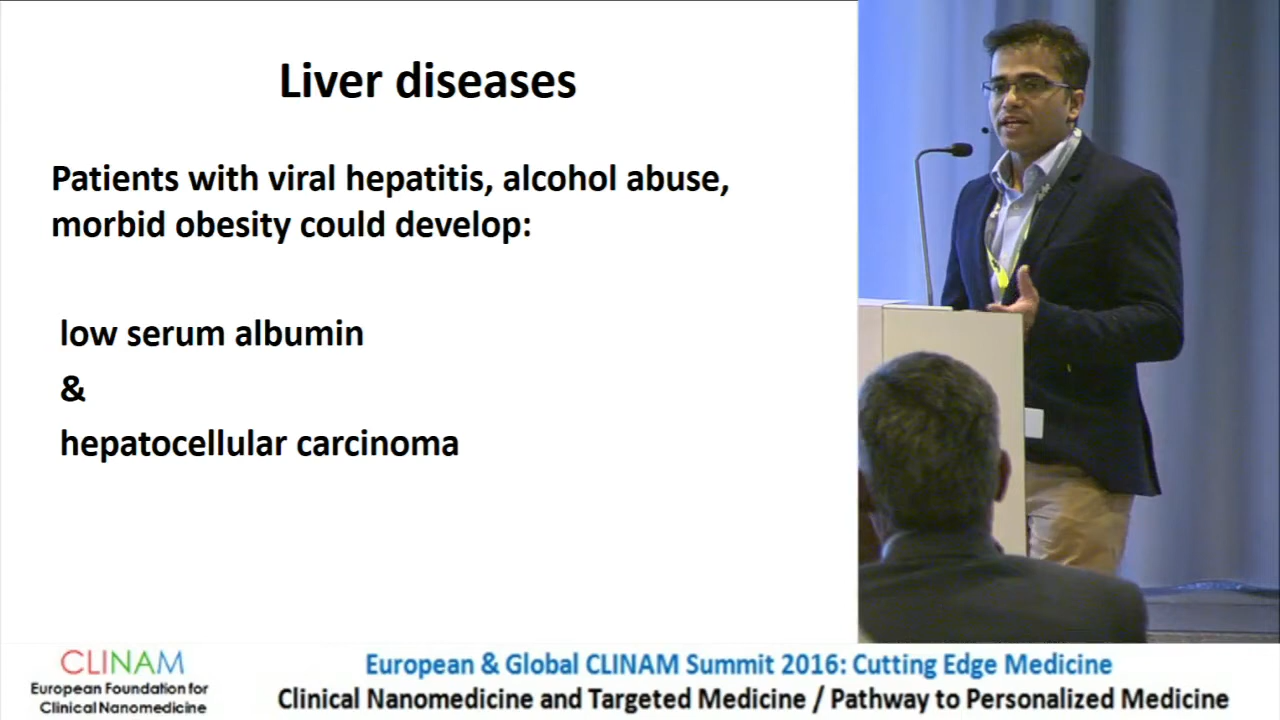 Liver diseases
Patients with viral hepatitis, alcohol abuse,
morbid obesity could develop:
low serum albumin
&
hepatocellular carcinoma
CLINAM
European Foundation for
Clinical Nanomedicine
European & Global CLINAM Summit 2016: Cutting Edge Medicine
Clinical Nanomedicine and Targeted Medicine / Pathway to Personalized Medicine